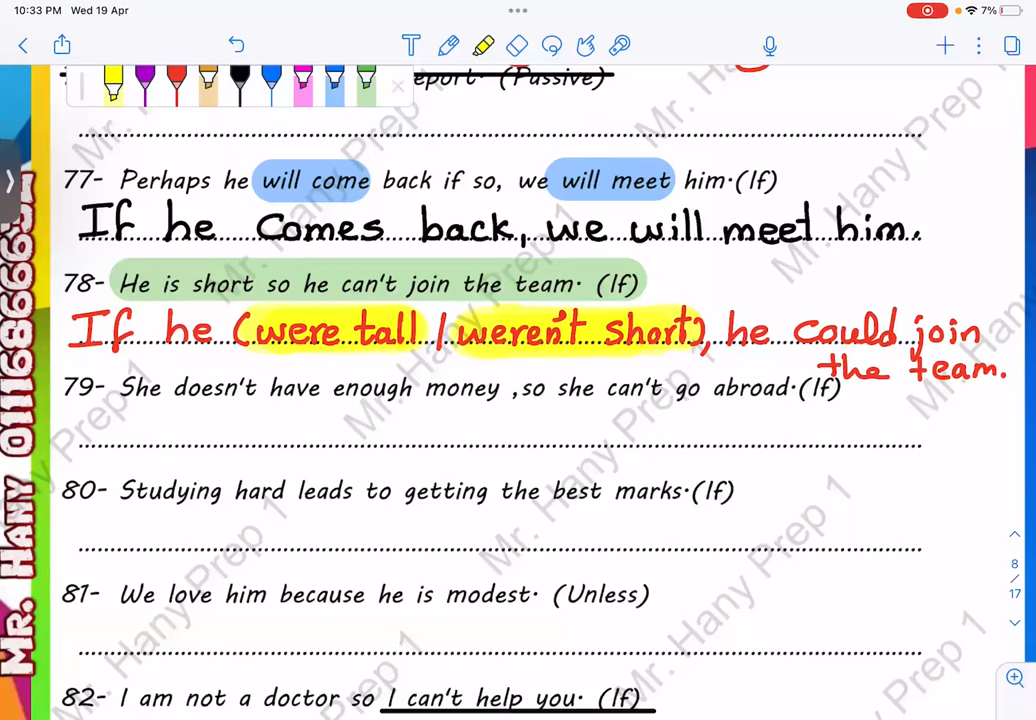 10:33 PM Wed 19 Apr
7%
eport. (Passive)
77- Perhaps he will come back if so, we will meet him.(If)
If he comes back, we will meet him.
78- He is short so he can't join the team. (If)
If he (were tall / weren't short), he could join
the team.
79- She doesn't have enough money ,so she can't go abroad.(If)
80- Studying hard leads to getting the best marks.(If)
81- We love him because he is modest. (Unless)
82- I am not a doctor so I can't help you. (If)
8
/
17
Mr. Hany Prep 1